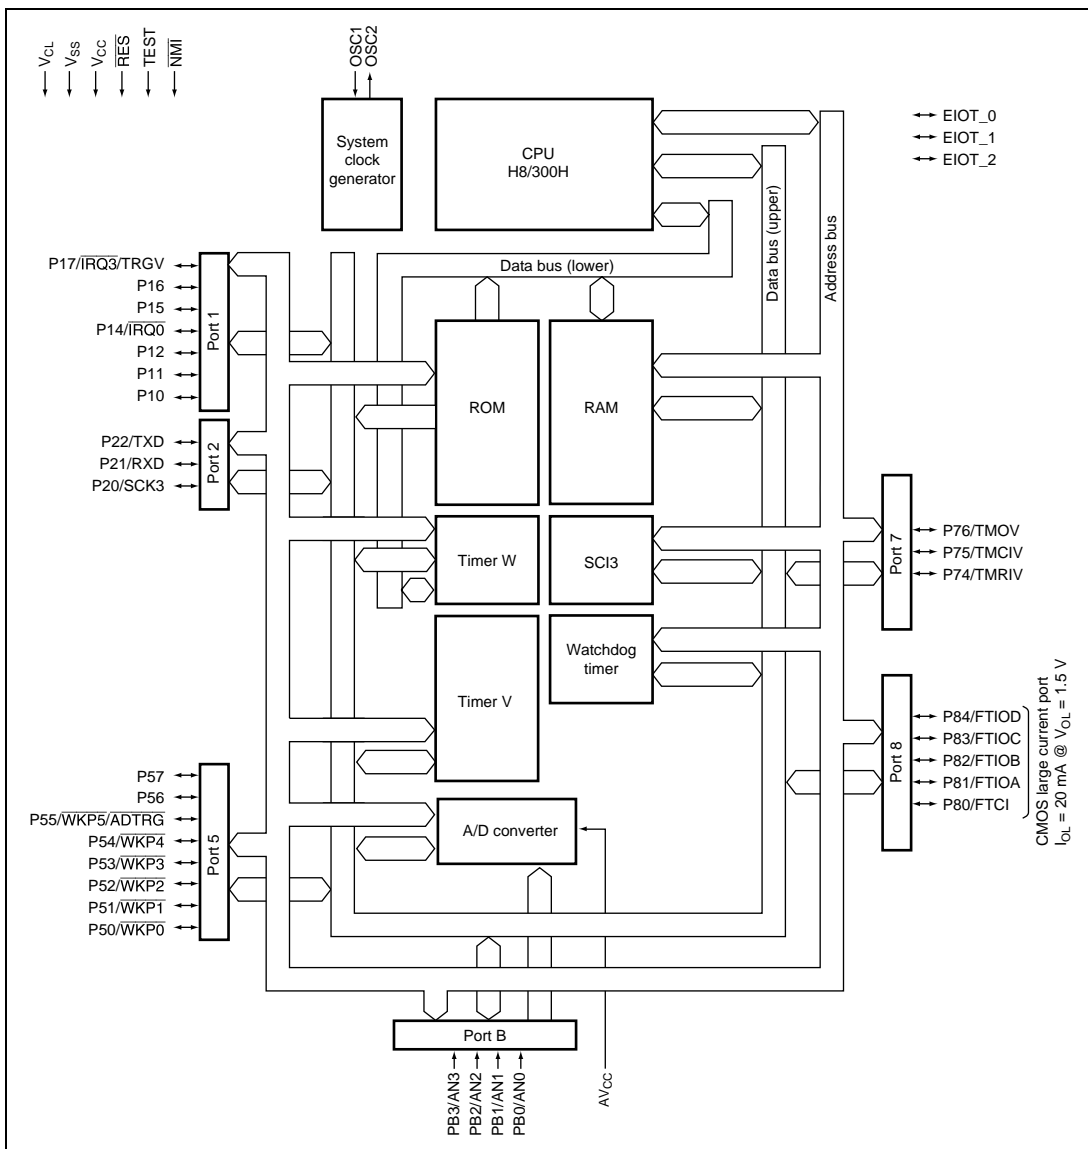 VCL
VSS
VCC
RES
TEST
NMI
OSC1
OSC2
System
clock
generator
CPU
H8/300H
EIOT_0
EIOT_1
EIOT_2
Data bus (lower)
Data bus (upper)
Address bus
P17/IRQ3/TRGV
P16
P15
P14/IRQ0
P12
P11
P10
Port 1
P22/TXD
P21/RXD
P20/SCK3
Port 2
ROM
RAM
Timer W
SCI3
Timer V
Watchdog
timer
A/D converter
P76/TMOV
P75/TMCIV
P74/TMRIV
Port 7
P84/FTIOD
P83/FTIOC
P82/FTIOB
P81/FTIOA
P80/FTCI
Port 8
CMOS large current port
IOL = 20 mA @ VOL = 1.5 V
P57
P56
P55/WKP5/ADTRG
P54/WKP4
P53/WKP3
P52/WKP2
P51/WKP1
P50/WKP0
Port 5
Port B
PB3/AN3
PB2/AN2
PB1/AN1
PB0/AN0
AVCC